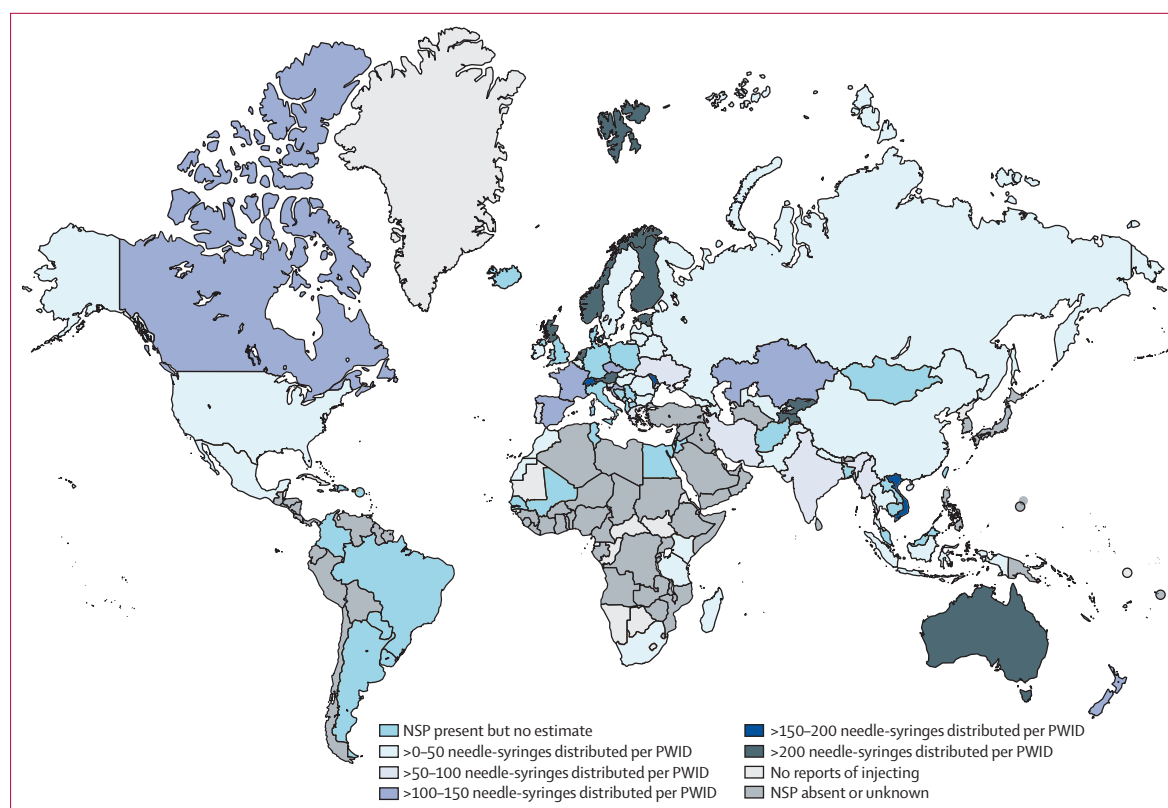 NSP present but no estimate
>0–50 needle-syringes distributed per PWID
>50–100 needle-syringes distributed per PWID
>100–150 needle-syringes distributed per PWID
>150–200 needle-syringes distributed per PWID
>200 needle-syringes distributed per PWID
No reports of injecting
NSP absent or unknown